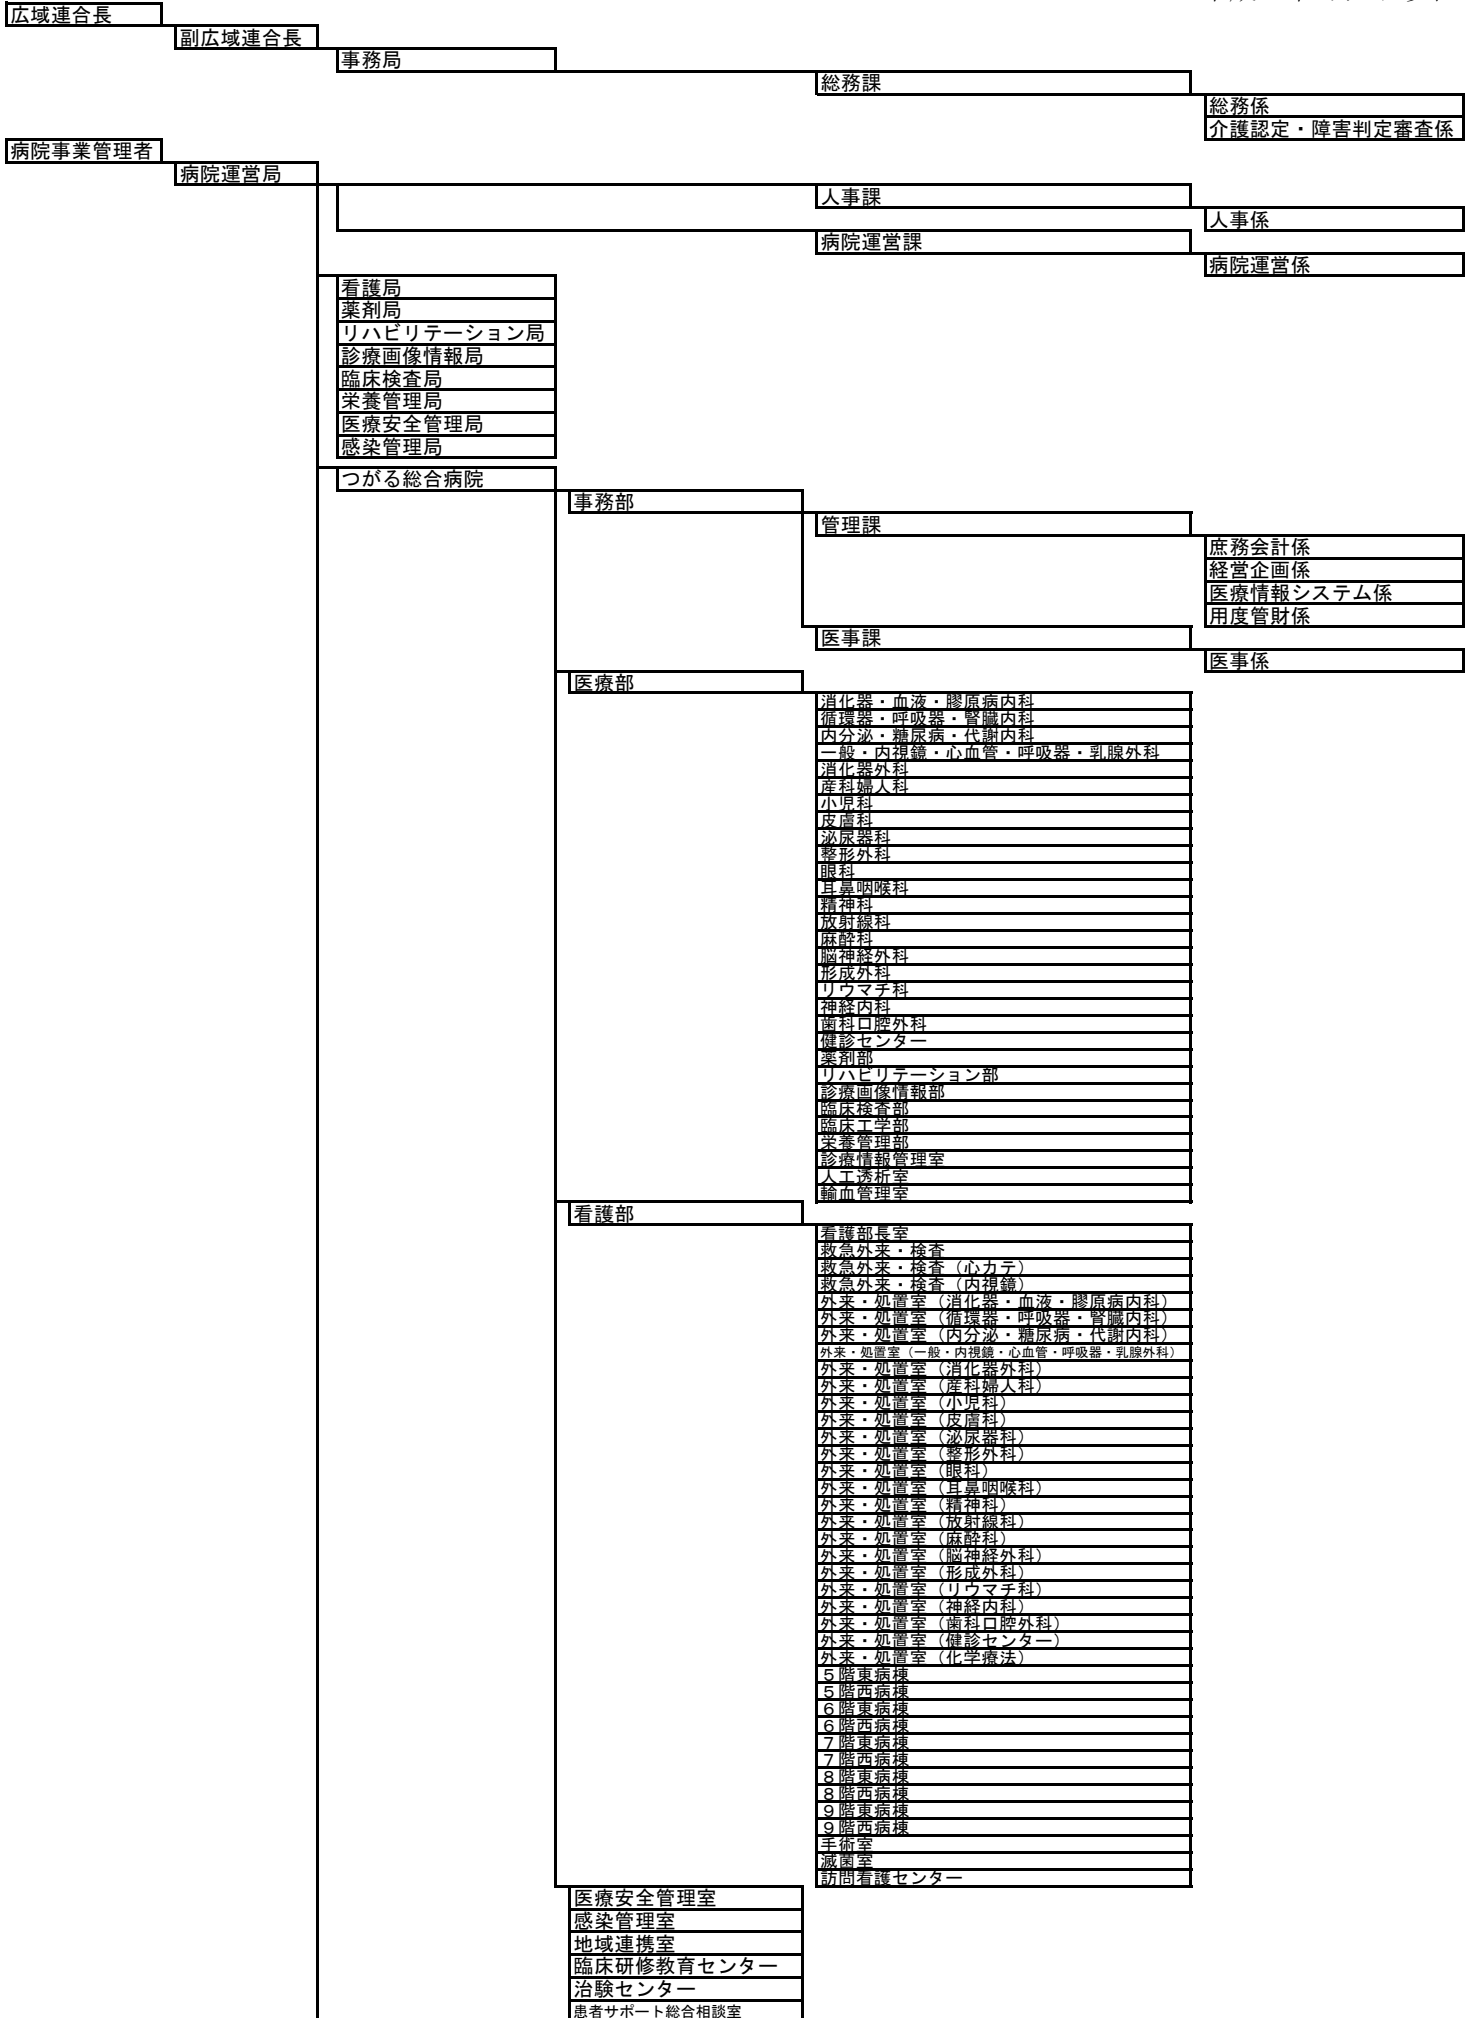 広域連合長
副広域連合長
事務局
総務課
総務係
介護認定・障害判定審査係
病院事業管理者
病院運営局
人事課
人事係
病院運営課
病院運営係
看護局
薬剤局
リハビリテーション局
診療画像情報局
臨床検査局
栄養管理局
医療安全管理局
感染管理局
つがる総合病院
事務部
管理課
庶務会計係
経営企画係
医療情報システム係
用度管財係
医事課
医事係
医療部
消化器・血液・膠原病内科
循環器・呼吸器・腎臓内科
内分泌・糖尿病・代謝内科
一般・内視鏡・心血管・呼吸器・乳腺外科
消化器外科
産科婦人科
小児科
皮膚科
泌尿器科
整形外科
眼科
耳鼻咽喉科
精神科
放射線科
麻酔科
脳神経外科
形成外科
リウマチ科
神経内科
歯科口腔外科
健診センター
薬剤部
リハビリテーション部
診療画像情報部
臨床検査部
臨床工学部
栄養管理部
診療情報管理室
人工透析室
輸血管理室
看護部
看護部長室
救急外来・検査
救急外来・検査（心カテ）
救急外来・検査（内視鏡）
外来・処置室（消化器・血液・膠原病内科）
外来・処置室（循環器・呼吸器・腎臓内科）
外来・処置室（内分泌・糖尿病・代謝内科）
外来・処置室（一般・内視鏡・心血管・呼吸器・乳腺外科）
外来・処置室（消化器外科）
外来・処置室（産科婦人科）
外来・処置室（小児科）
外来・処置室（皮膚科）
外来・処置室（泌尿器科）
外来・処置室（整形外科）
外来・処置室（眼科）
外来・処置室（耳鼻咽喉科）
外来・処置室（精神科）
外来・処置室（放射線科）
外来・処置室（麻酔科）
外来・処置室（脳神経外科）
外来・処置室（形成外科）
外来・処置室（リウマチ科）
外来・処置室（神経内科）
外来・処置室（歯科口腔外科）
外来・処置室（健診センター）
外来・処置室（化学療法）
５階東病棟
５階西病棟
６階東病棟
６階西病棟
７階東病棟
７階西病棟
８階東病棟
８階西病棟
９階東病棟
９階西病棟
手術室
滅菌室
訪問看護センター
医療安全管理室
感染管理室
地域連携室
臨床研修教育センター
治験センター
患者サポート総合相談室